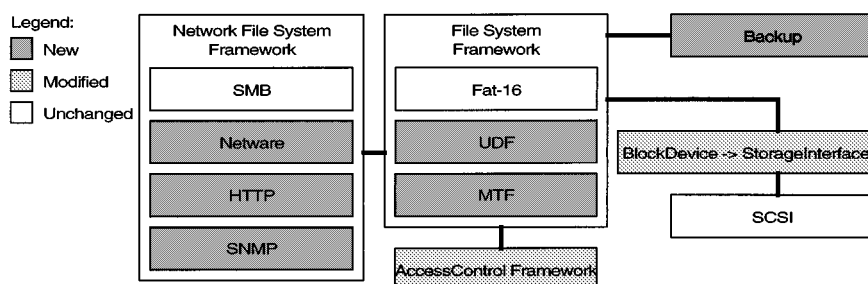 Legend:
New
Modified
Unchanged
Network File System
Framework
SMB
Netware
HTTP
SNMP
File System
Framework
Fat-16
UDF
MTF
AccessControl Framework
Backup
BlockDevice -> StorageInterface
SCSI